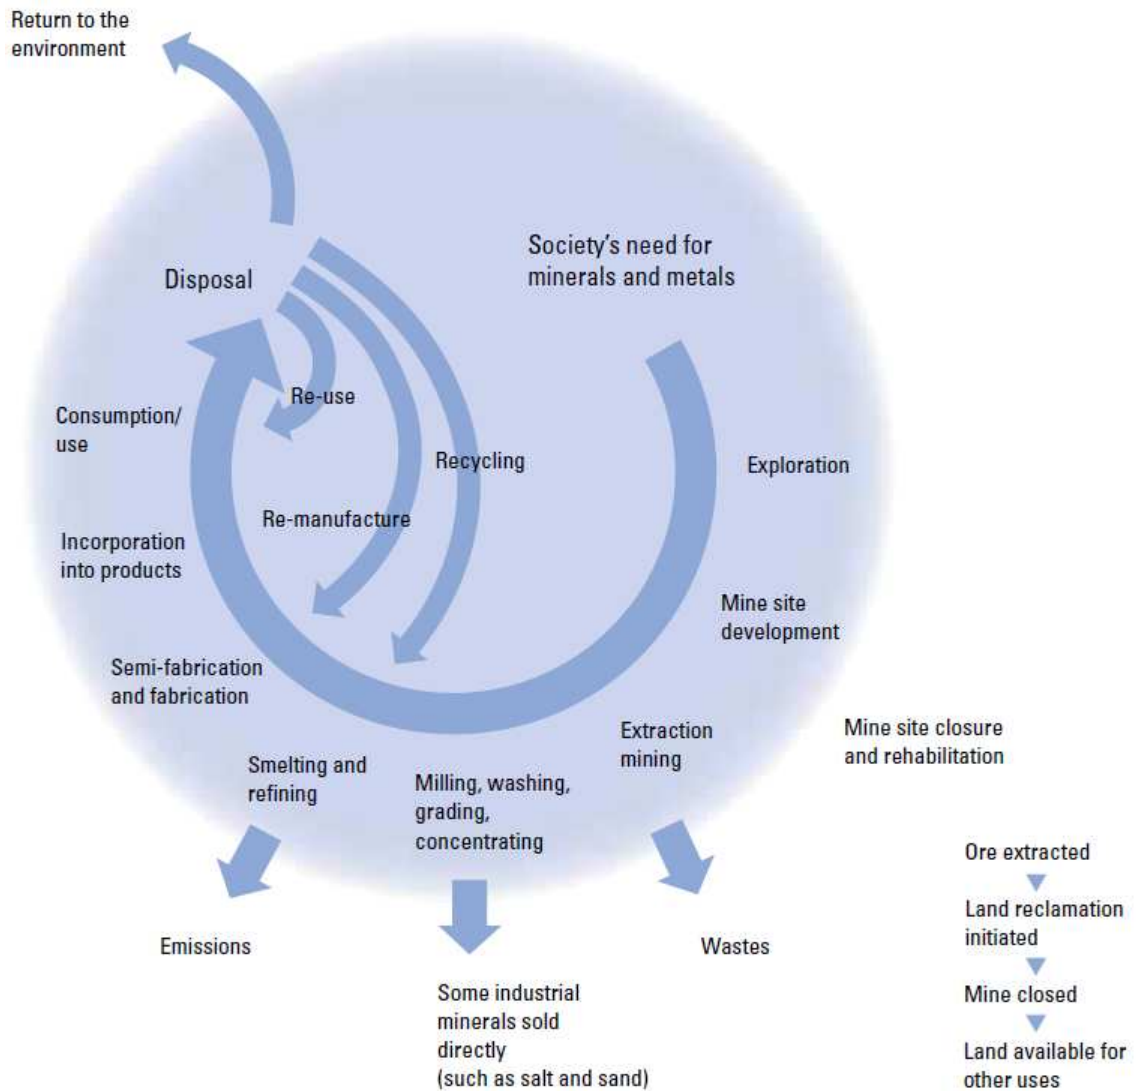 Return to the
environment
Society's need for
minerals and metals
Disposal
Re-use
Consumption/
use
Recycling
Exploration
Re-manufacture
Incorporation
into products
Mine site
development
Semi-fabrication
and fabrication
Extraction
mining
Mine site closure
and rehabilitation
Smelting and
refining
Milling, washing,
grading,
concentrating
Ore extracted
Land reclamation
initiated
Emissions
Wastes
Mine closed
Some industrial
minerals sold
directly
(such as salt and sand)
Land available for
other uses